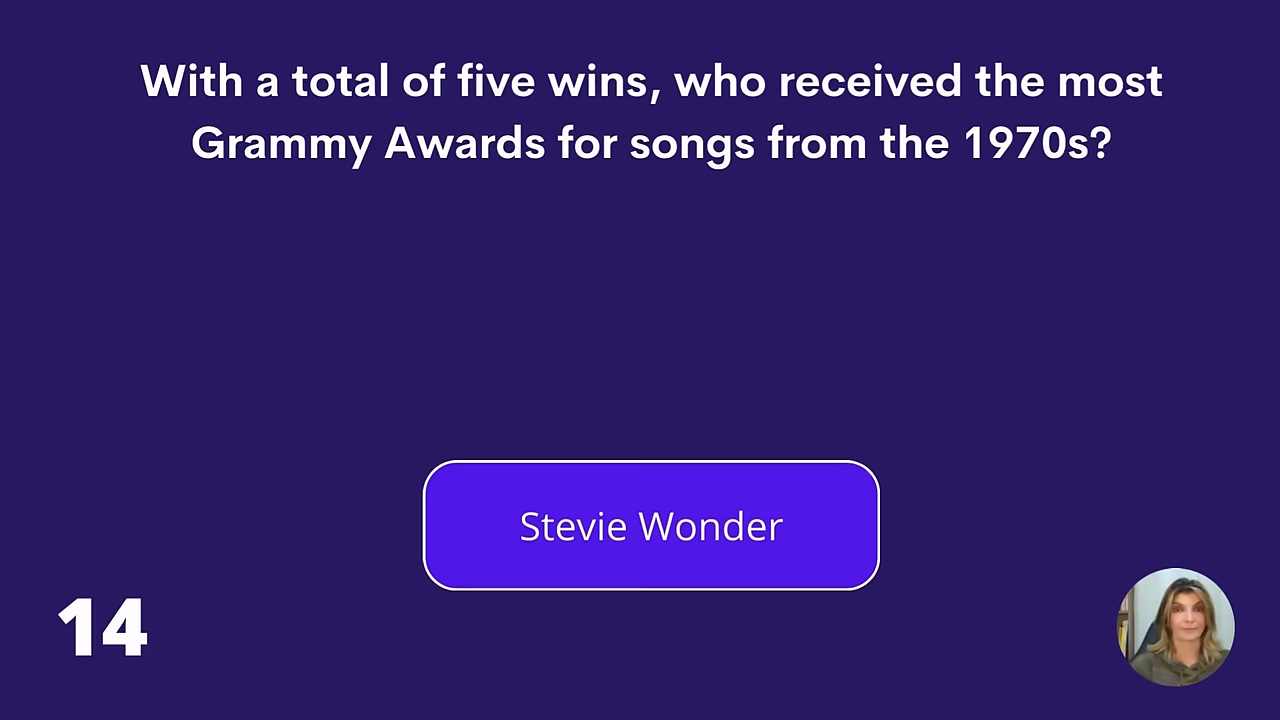 With a total of five wins, who received the most
Grammy Awards for songs from the 1970s?
Stevie Wonder
14